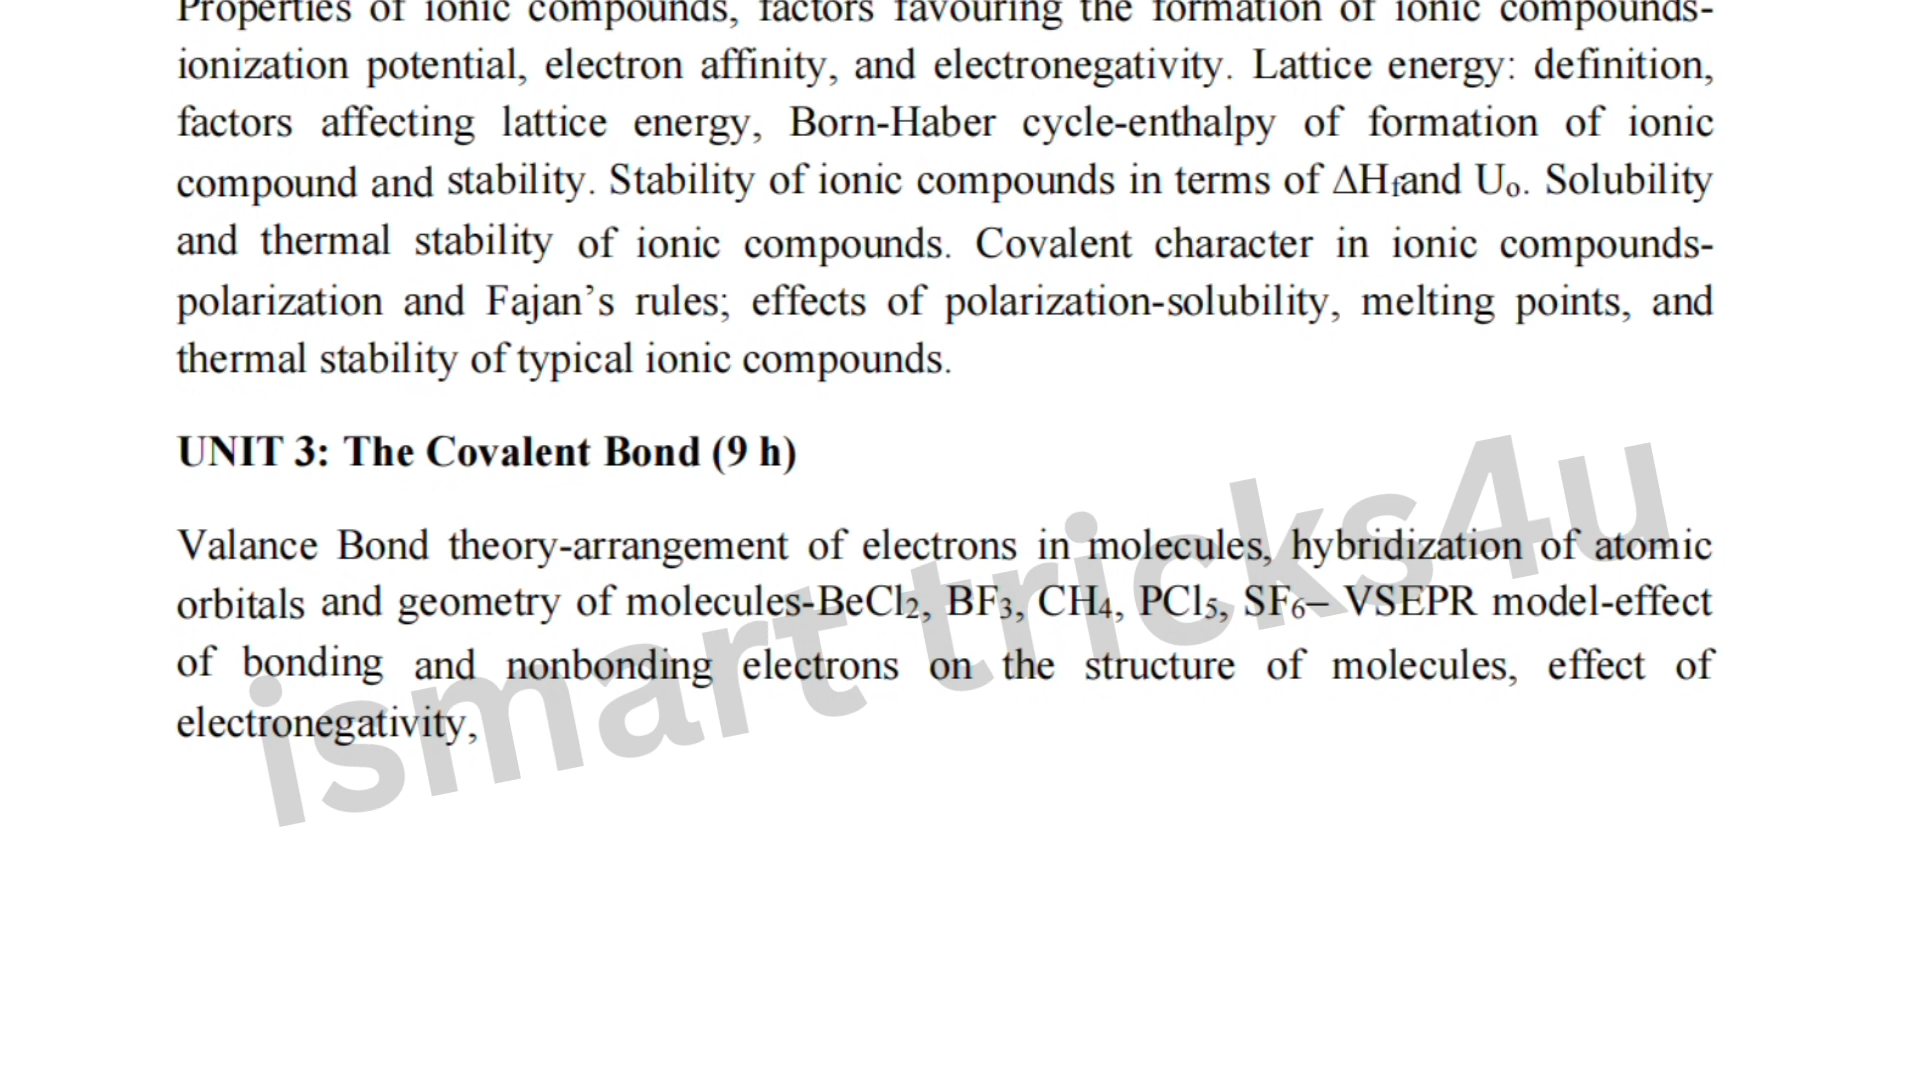 Properties of ionic compounds, factors favouring the formation of ionic compounds-
ionization potential, electron affinity, and electronegativity. Lattice energy: definition,
factors affecting lattice energy, Born-Haber cycle-enthalpy of formation of ionic
compound and stability. Stability of ionic compounds in terms of ΔHfand Uo. Solubility
and thermal stability of ionic compounds. Covalent character in ionic compounds-
polarization and Fajan’s rules; effects of polarization-solubility, melting points, and
thermal stability of typical ionic compounds.
UNIT 3: The Covalent Bond (9 h)
Valance Bond theory-arrangement of electrons in molecules, hybridization of atomic
orbitals and geometry of molecules-BeCl2, BF3, CH4, PCl5, SF6– VSEPR model-effect
of bonding and nonbonding electrons on the structure of molecules, effect of
electronegativity,
ismart tricks4u